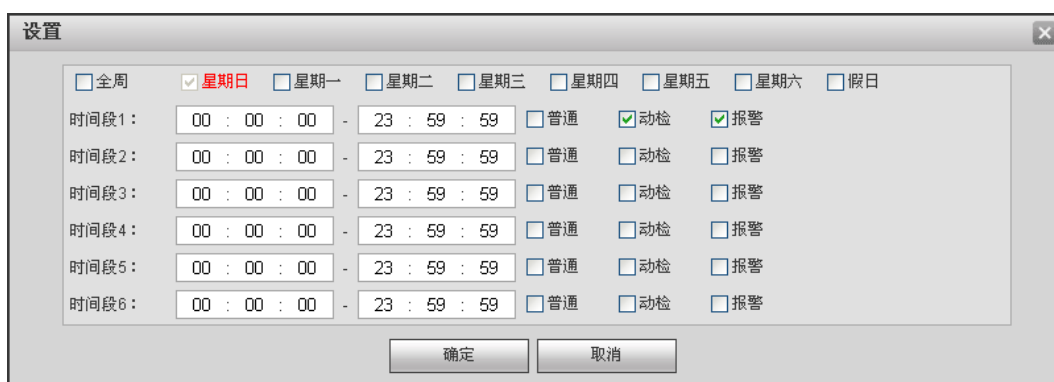 设置
全周 星期日 星期一 星期二 星期三 星期四 星期五 星期六 假日
时间段1： 00 : 00 : 00 - 23 : 59 : 59 普通 动检 报警
时间段2： 00 : 00 : 00 - 23 : 59 : 59 普通 动检 报警
时间段3： 00 : 00 : 00 - 23 : 59 : 59 普通 动检 报警
时间段4： 00 : 00 : 00 - 23 : 59 : 59 普通 动检 报警
时间段5： 00 : 00 : 00 - 23 : 59 : 59 普通 动检 报警
时间段6： 00 : 00 : 00 - 23 : 59 : 59 普通 动检 报警
确定 取消